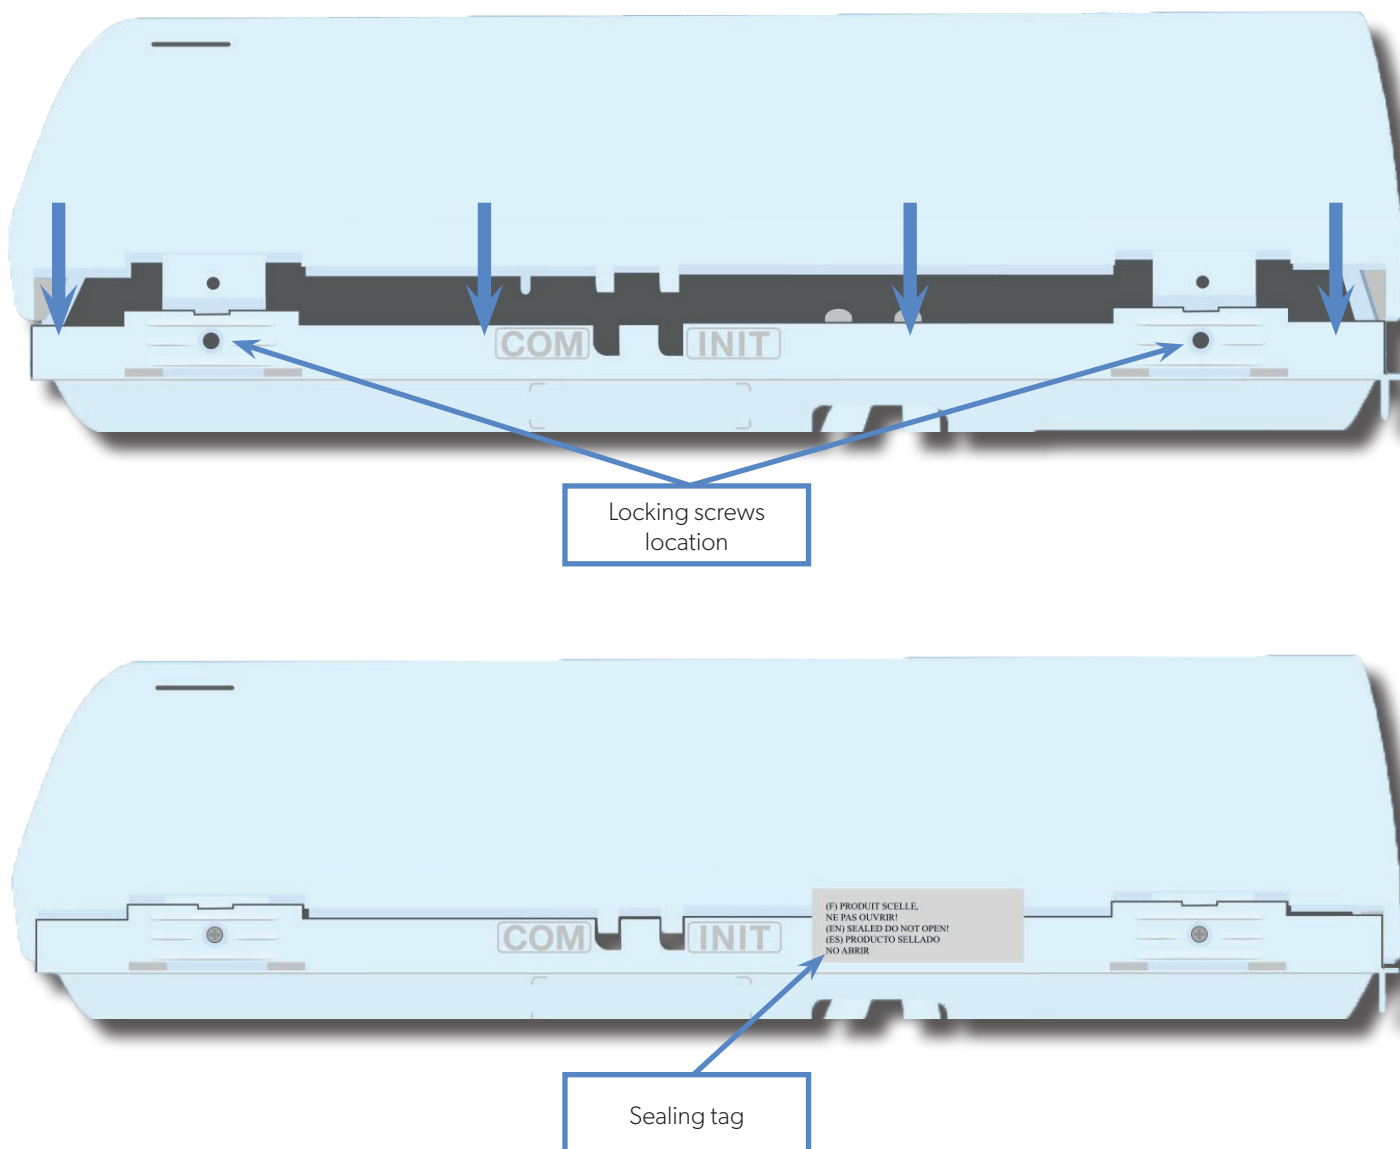 COM INIT
Locking screws
location
COM INIT
(F) PRODUIT SCELLE,
NE PAS OUVRIR!
(EN) SEALED DO NOT OPEN!
(ES) PRODUCTO SELLADO
NO ABRIR
Sealing tag